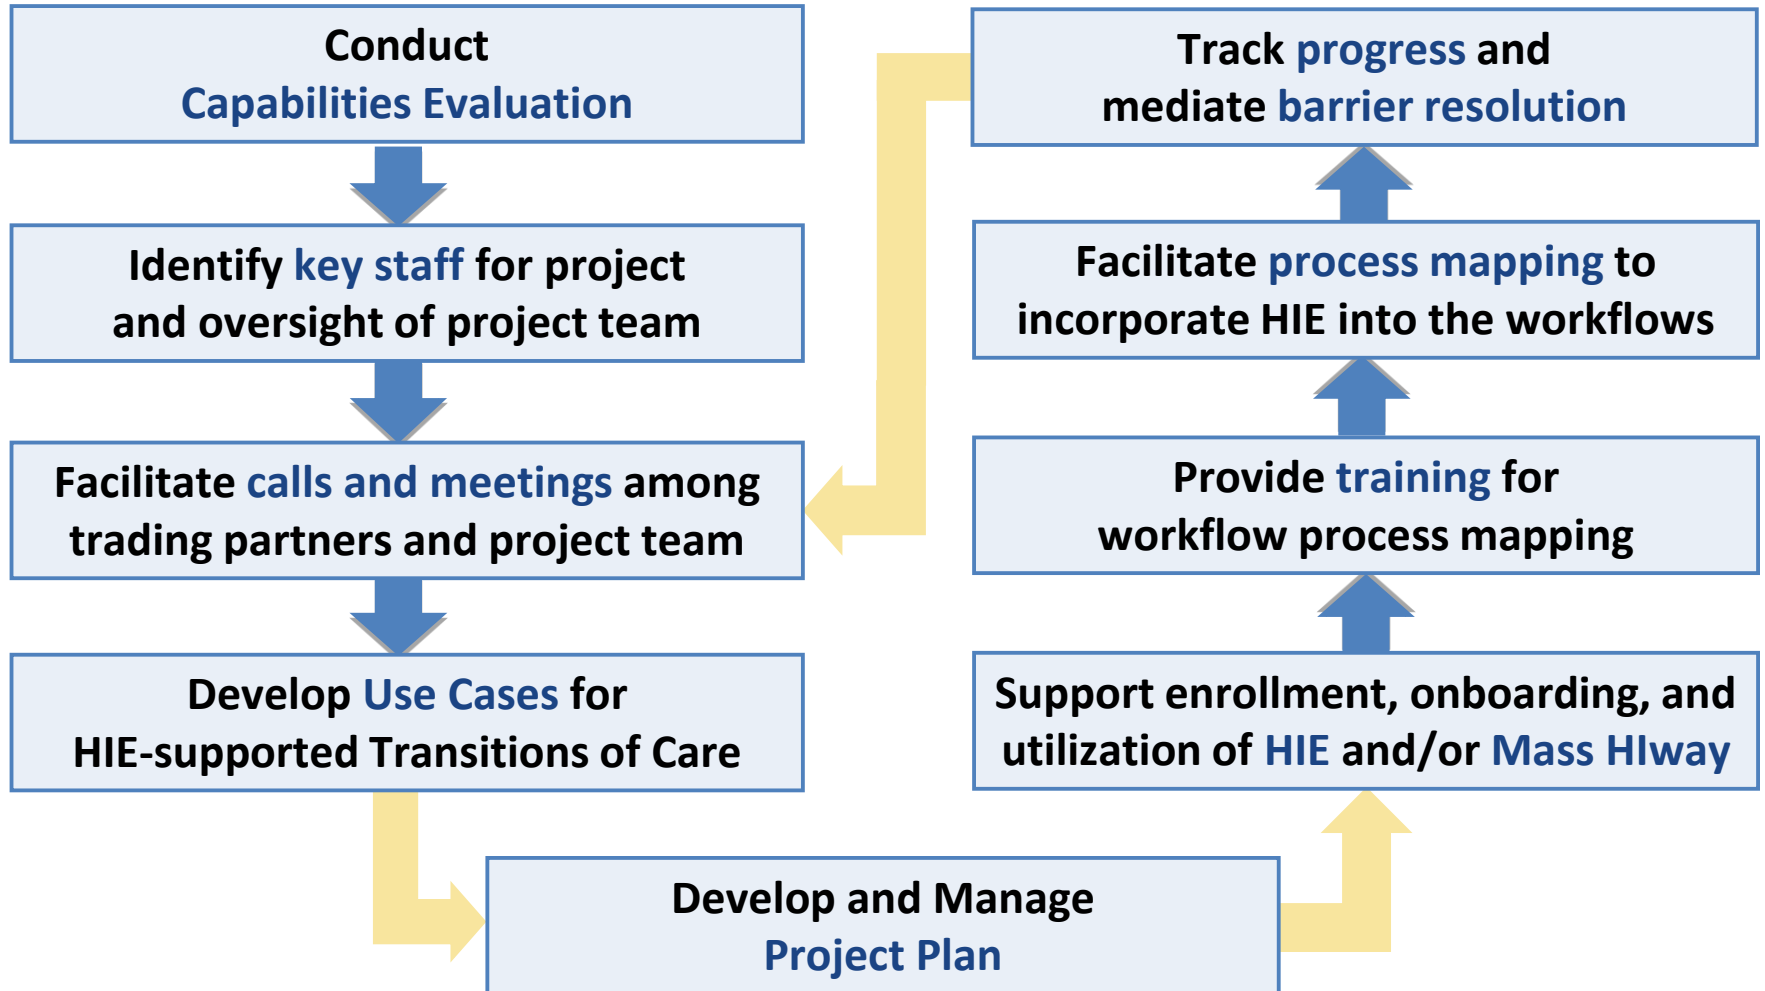 Conduct
Capabilities Evaluation
Identify key staff for project
and oversight of project team
Facilitate calls and meetings among
trading partners and project team
Develop Use Cases for
HIE-supported Transitions of Care
Develop and Manage
Project Plan
Support enrollment, onboarding, and
utilization of HIE and/or Mass HIway
Provide training for
workflow process mapping
Facilitate process mapping to
incorporate HIE into the workflows
Track progress and
mediate barrier resolution